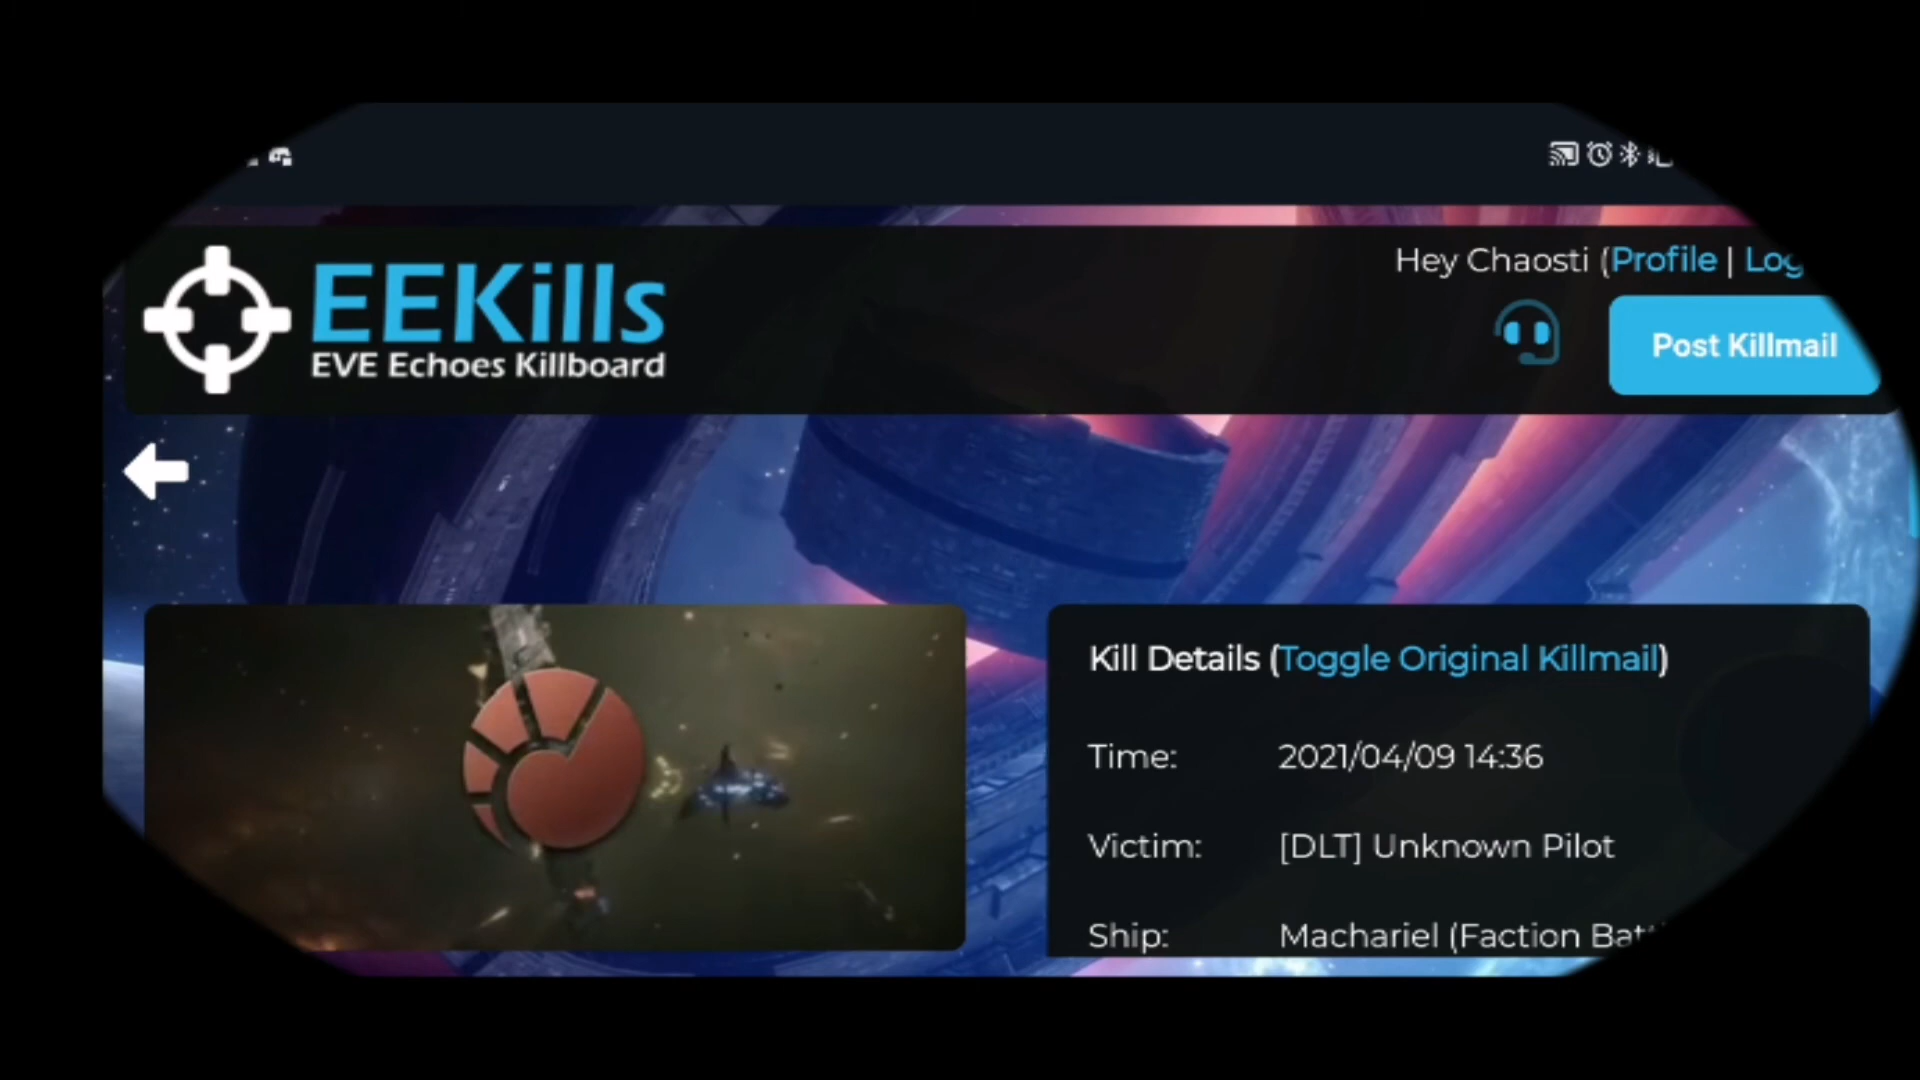 EEKills
EVE Echoes Killboard
Hey Chaosti (Profile |
Post Killmail
Kill Details (Toggle Original Killmail)
Time: 2021/04/09 14:36
Victim: [DLT] Unknown Pilot
Ship: Machariel (Faction